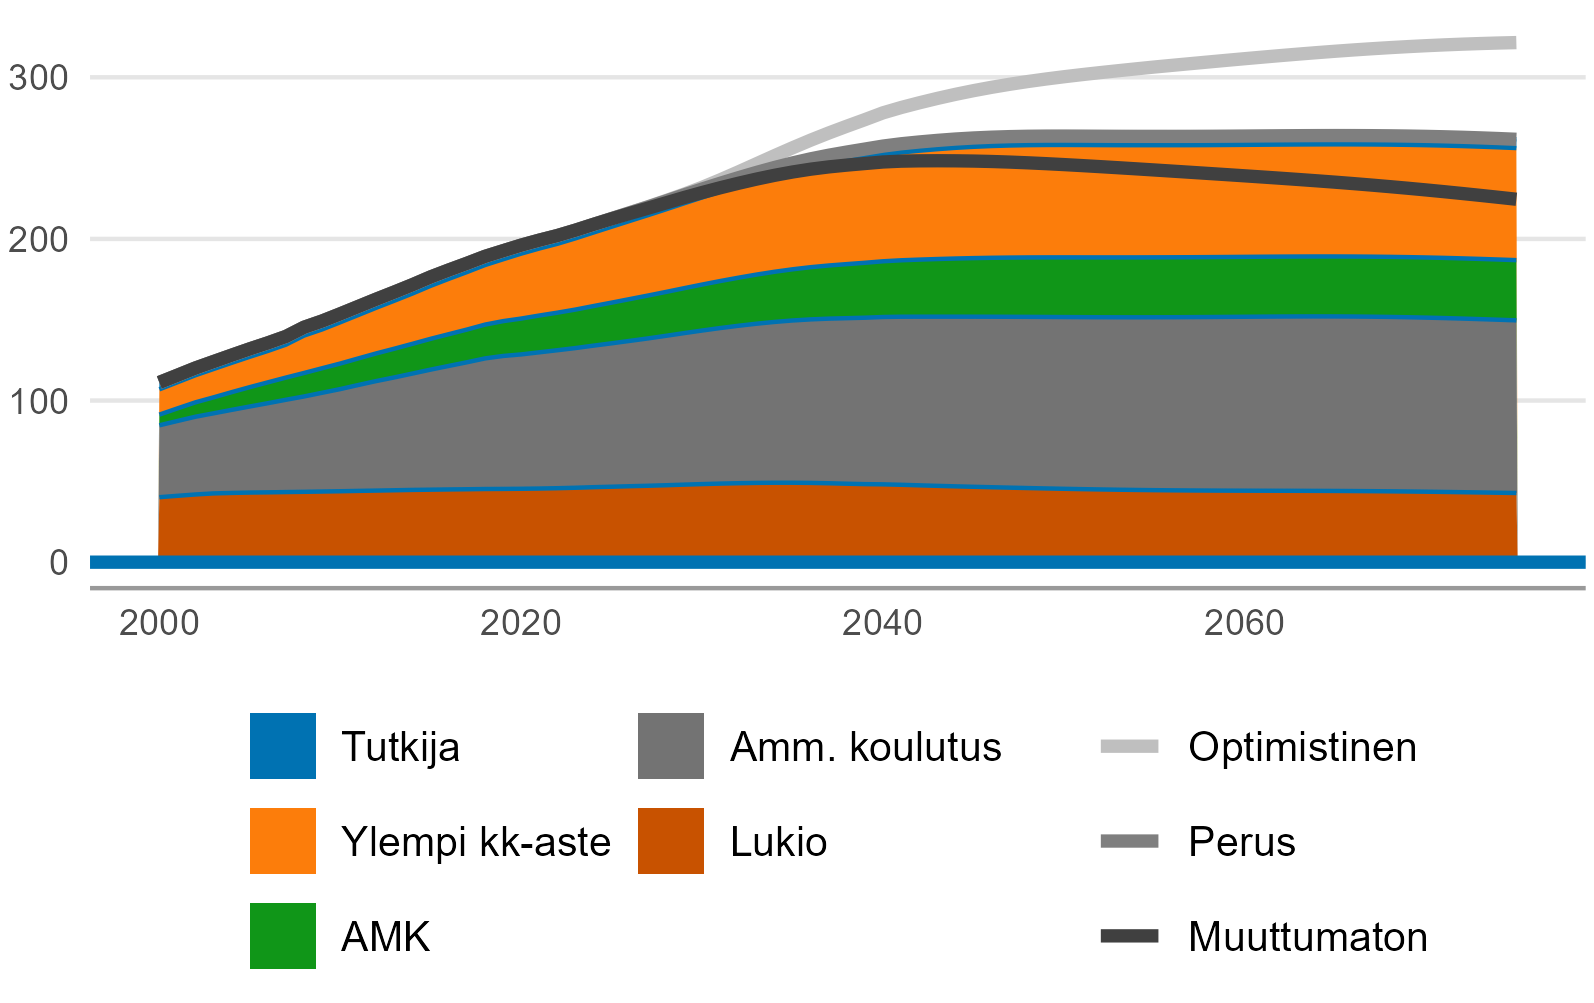 300
200
100
0
2000 2020 2040 2060
Tutkija Amm. koulutus Optimistinen
Ylempi kk-aste Lukio Perus
AMK Muuttumaton